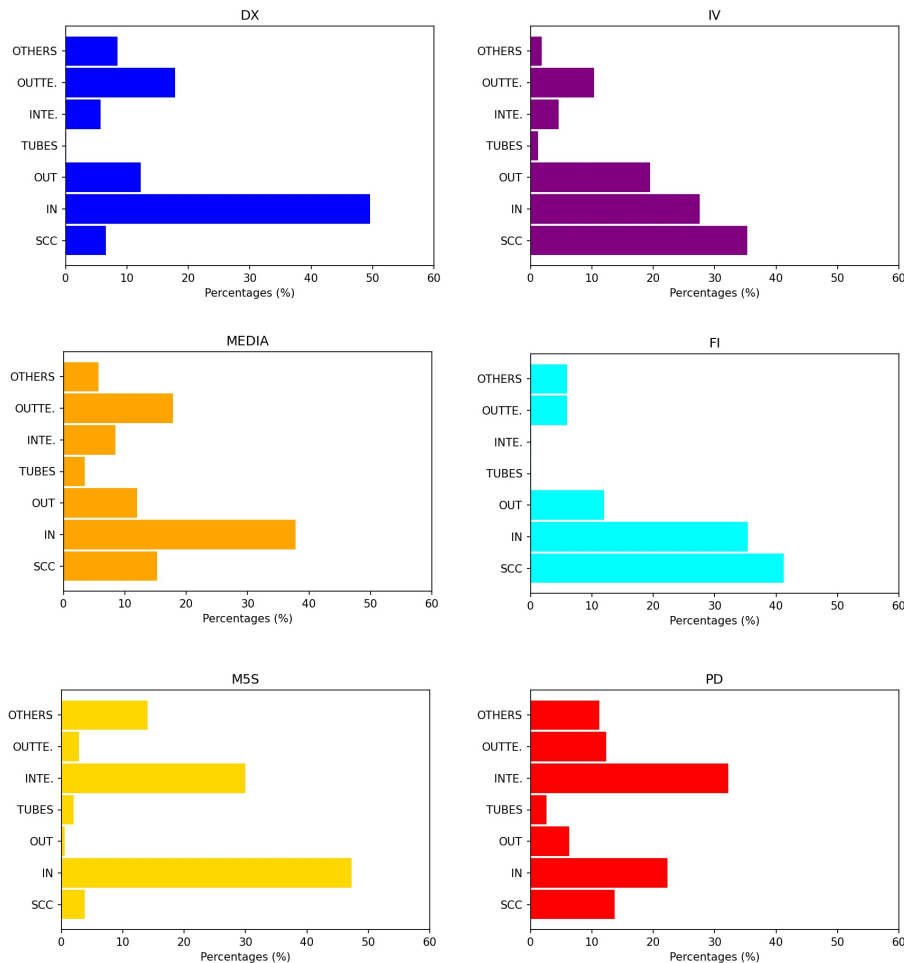 DX
OTHERS
OUTTE.
INTE.
TUBES
OUT
IN
SCC
0 10 20 30 40 50 60
Percentages (%)
IV
OTHERS
OUTTE.
INTE.
TUBES
OUT
IN
SCC
0 10 20 30 40 50 60
Percentages (%)
MEDIA
OTHERS
OUTTE.
INTE.
TUBES
OUT
IN
SCC
0 10 20 30 40 50 60
Percentages (%)
FI
OTHERS
OUTTE.
INTE.
TUBES
OUT
IN
SCC
0 10 20 30 40 50 60
Percentages (%)
M5S
OTHERS
OUTTE.
INTE.
TUBES
OUT
IN
SCC
0 10 20 30 40 50 60
Percentages (%)
PD
OTHERS
OUTTE.
INTE.
TUBES
OUT
IN
SCC
0 10 20 30 40 50 60
Percentages (%)